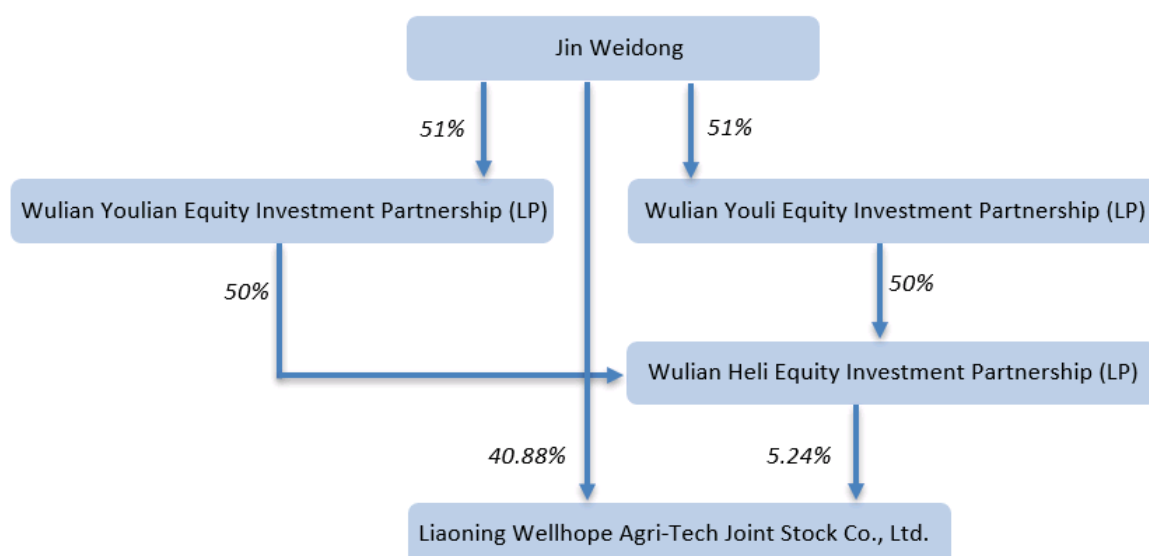 Jin Weidong
51%
51%
Wulian Youlian Equity Investment Partnership (LP)
Wulian Youli Equity Investment Partnership (LP)
50%
50%
Wulian Heli Equity Investment Partnership (LP)
40.88%
5.24%
Liaoning Wellhope Agri-Tech Joint Stock Co., Ltd.